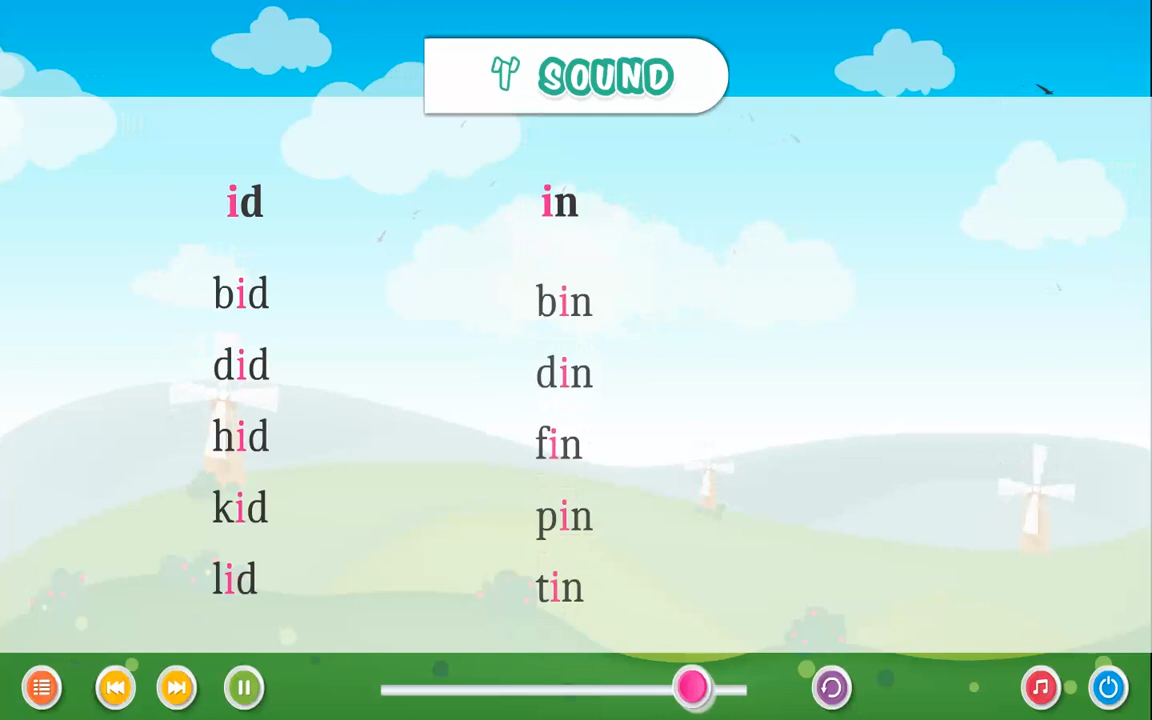 'i' SOUND
id
bid
did
hid
kid
lid
in
bin
din
fin
pin
tin